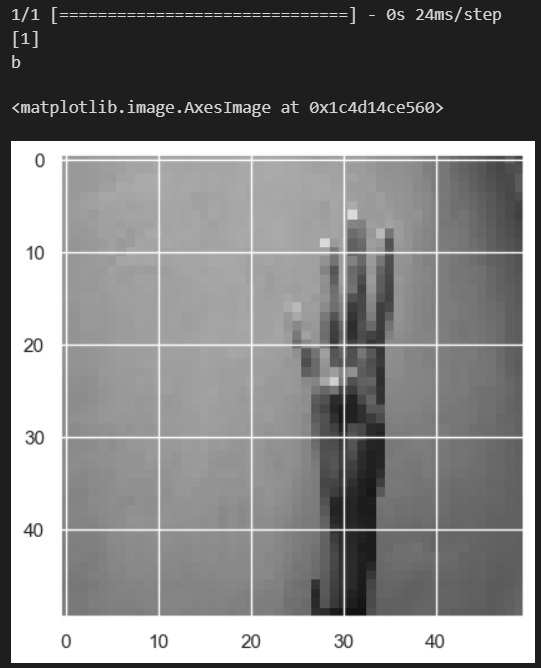 1/1 [==============================] - 0s 24ms/step
[1]
b
<matplotlib.image.AxesImage at 0x1c4d14ce560>
0
10
20
30
40
0 10 20 30 40